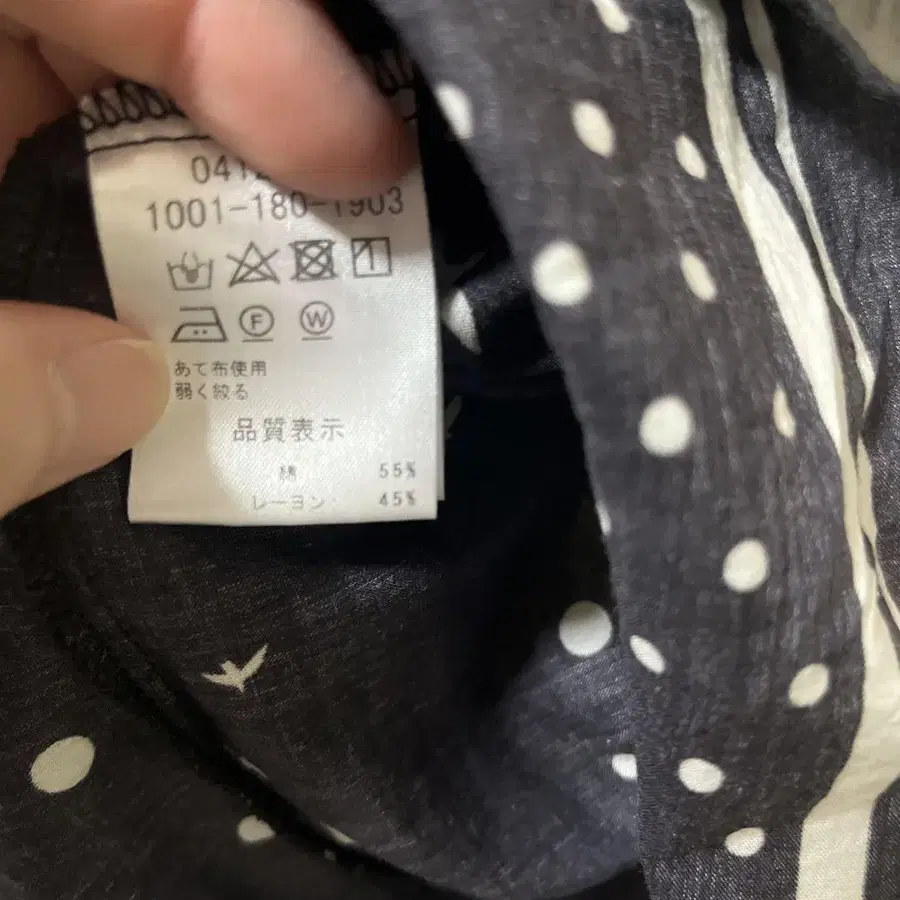 041
1001-180-1903
F W
あて布使用
弱く絞る
品質表示
綿 55%
レーヨン 45%